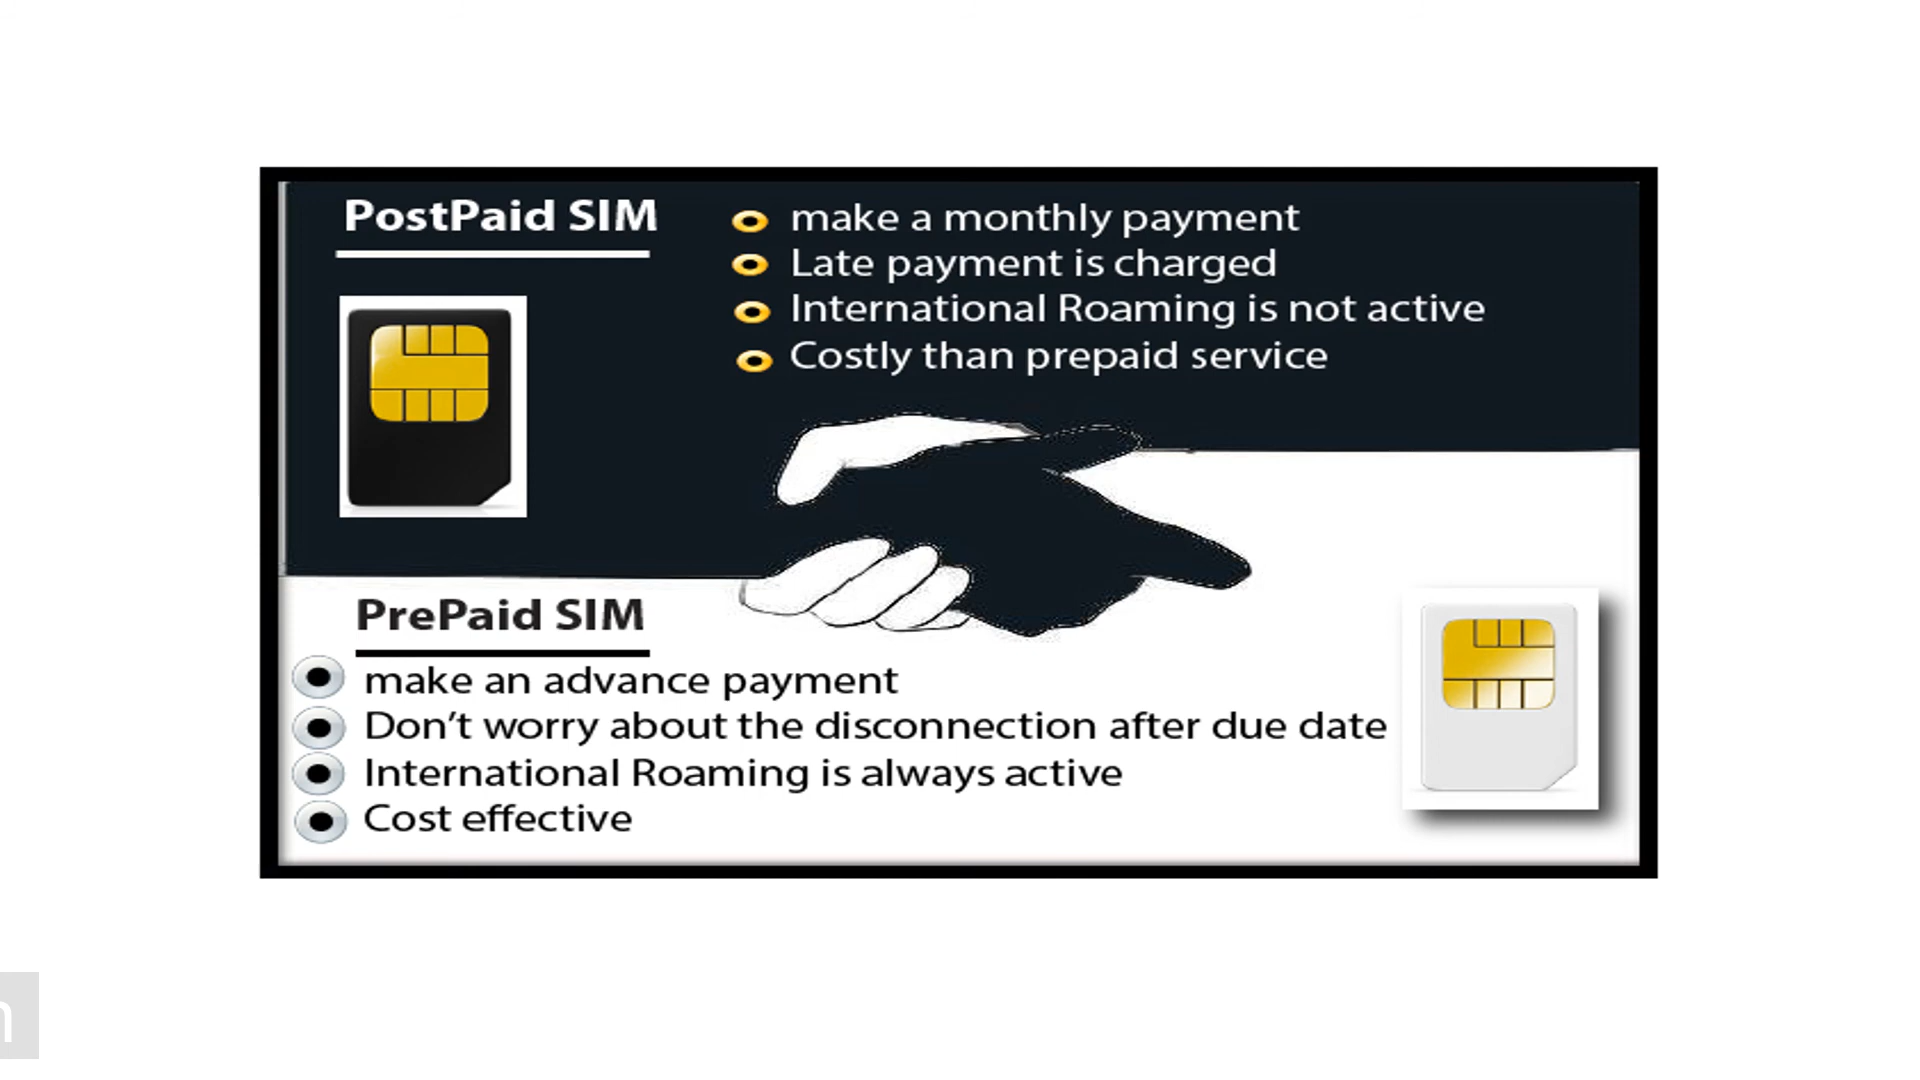 PostPaid SIM
make a monthly payment
Late payment is charged
International Roaming is not active
Costly than prepaid service
PrePaid SIM
make an advance payment
Don't worry about the disconnection after due date
International Roaming is always active
Cost effective